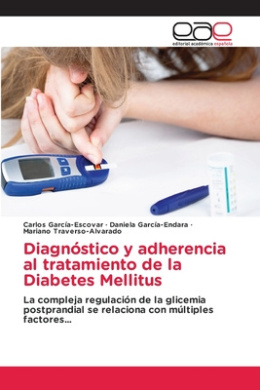 eae
editorial académica española
Carlos García-Escovar · Daniela García-Endara ·
Mariano Traverso-Alvarado
Diagnóstico y adherencia
al tratamiento de la
Diabetes Mellitus
La compleja regulación de la glicemia
postprandial se relaciona con múltiples
factores...